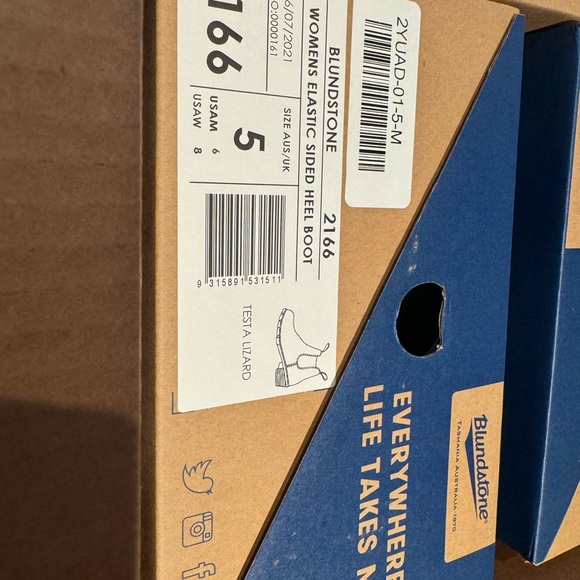 2YUAD-01-5-M
BLUNDSTONE 2166
WOMENS ELASTIC SIDED HEEL BOOT
6/07/2021
O:0000161
SIZE AUS/UK
5
166
USAM 6
USAW 8
9 315891 531511
TESTA LIZARD
Blundstone®
TASMANIA AUSTRALIA 1870
EVERYWHERE
LIFE TAKES